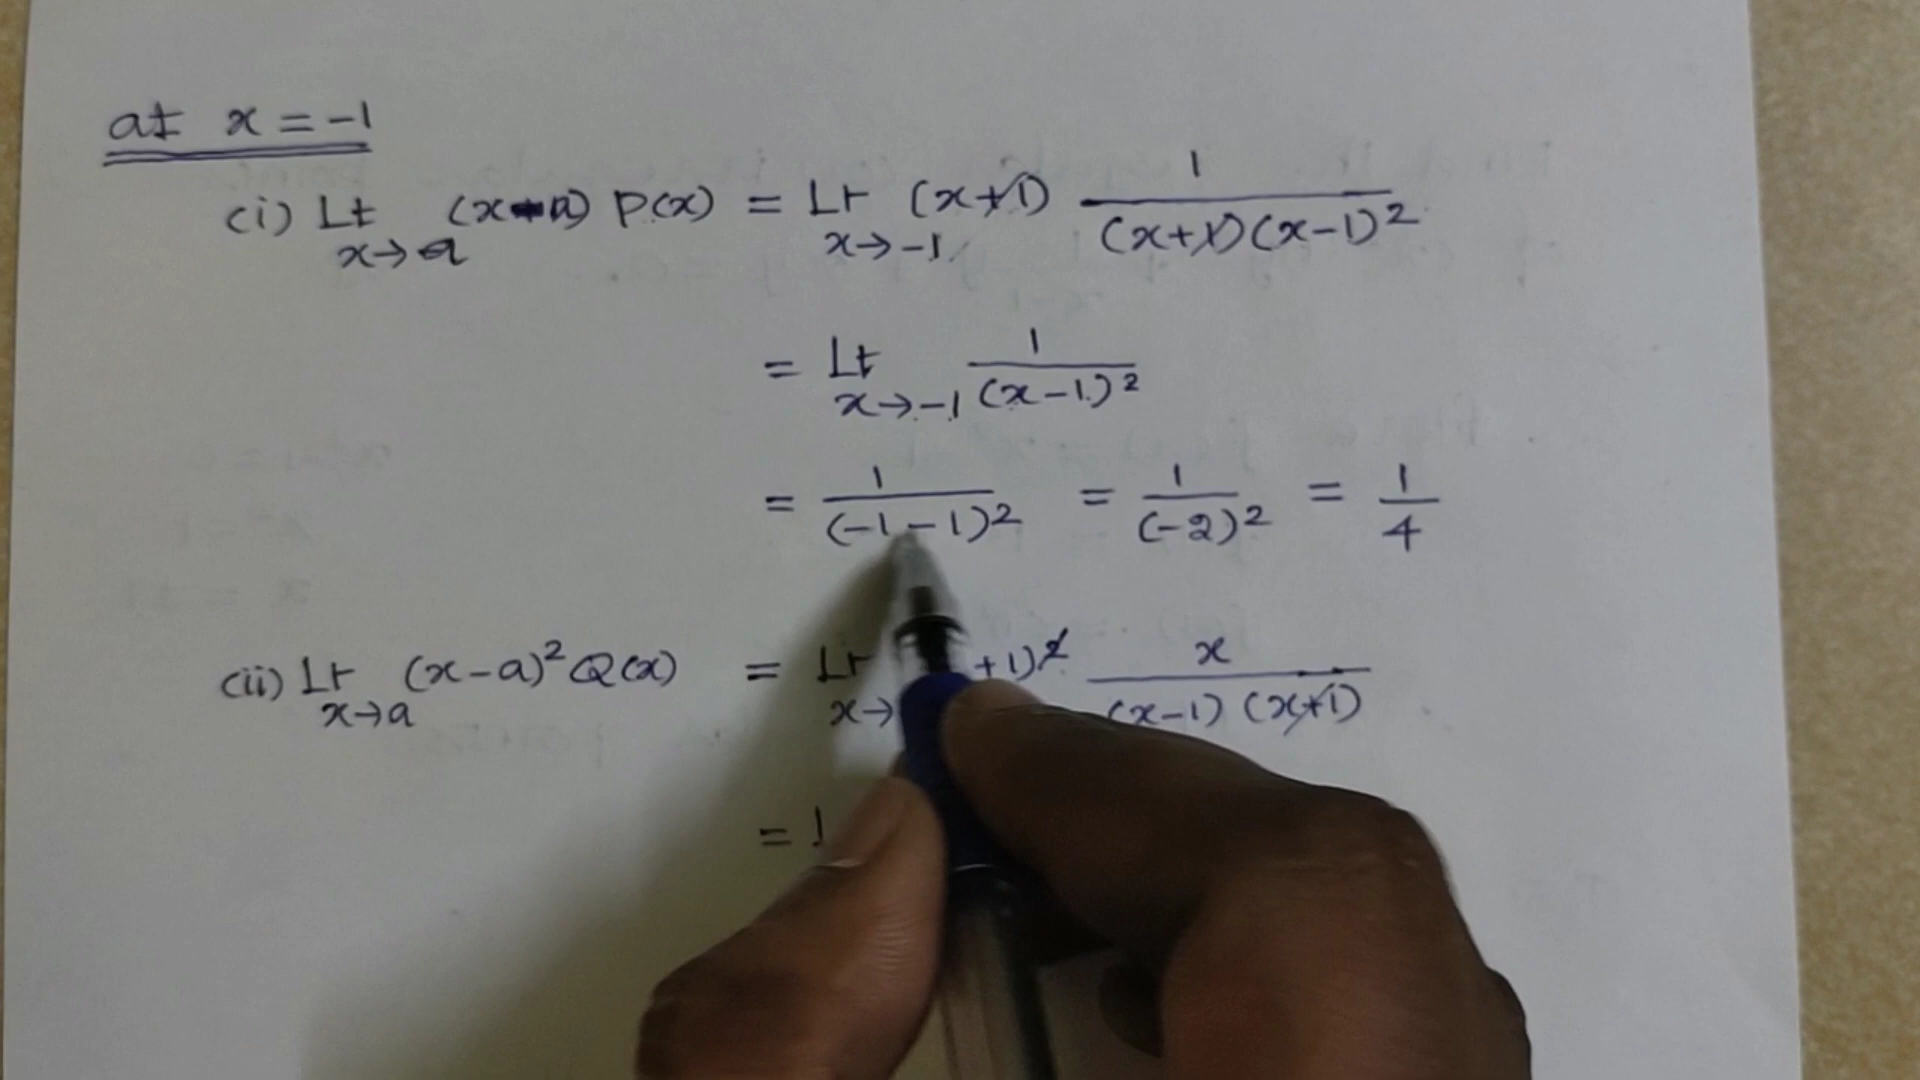 at x = -1
(i) Lt x→a (x-a) P(x) = Lt x→-1 (x+1) 1/((x+1)(x-1)²)
= Lt x→-1 1/(x-1)²
= 1/(-1-1)² = 1/(-2)² = 1/4
(ii) Lt x→a (x-a)² Q(x) = Lt x→ +1)² x/((x-1)(x+1))
=